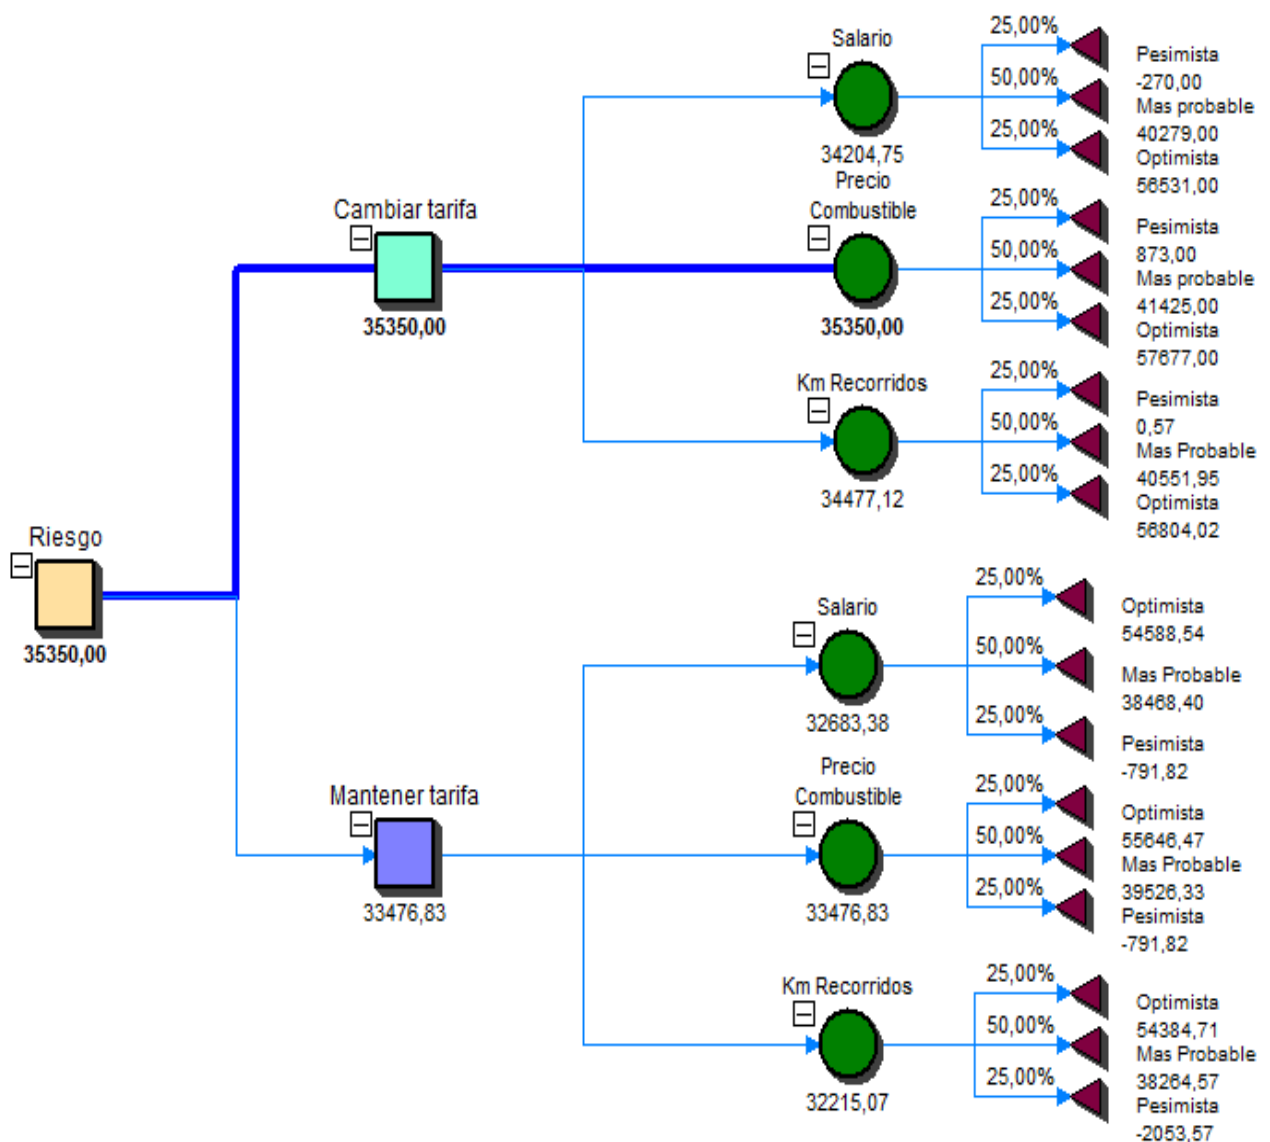 Riesgo
35350,00
Cambiar tarifa
35350,00
Salario
34204,75
25,00%
Pesimista
-270,00
50,00%
Mas probable
40279,00
25,00%
Optimista
56531,00
Precio
Combustible
35350,00
25,00%
Pesimista
873,00
50,00%
Mas probable
41425,00
25,00%
Optimista
57677,00
Km Recorridos
34477,12
25,00%
Pesimista
0,57
50,00%
Mas Probable
40551,95
25,00%
Optimista
56804,02
Mantener tarifa
33476,83
Salario
32683,38
25,00%
Optimista
54588,54
50,00%
Mas Probable
38468,40
25,00%
Pesimista
-791,82
Precio
Combustible
33476,83
25,00%
Optimista
55646,47
50,00%
Mas Probable
39526,33
25,00%
Pesimista
-791,82
Km Recorridos
32215,07
25,00%
Optimista
54384,71
50,00%
Mas Probable
38264,57
25,00%
Pesimista
-2053,57